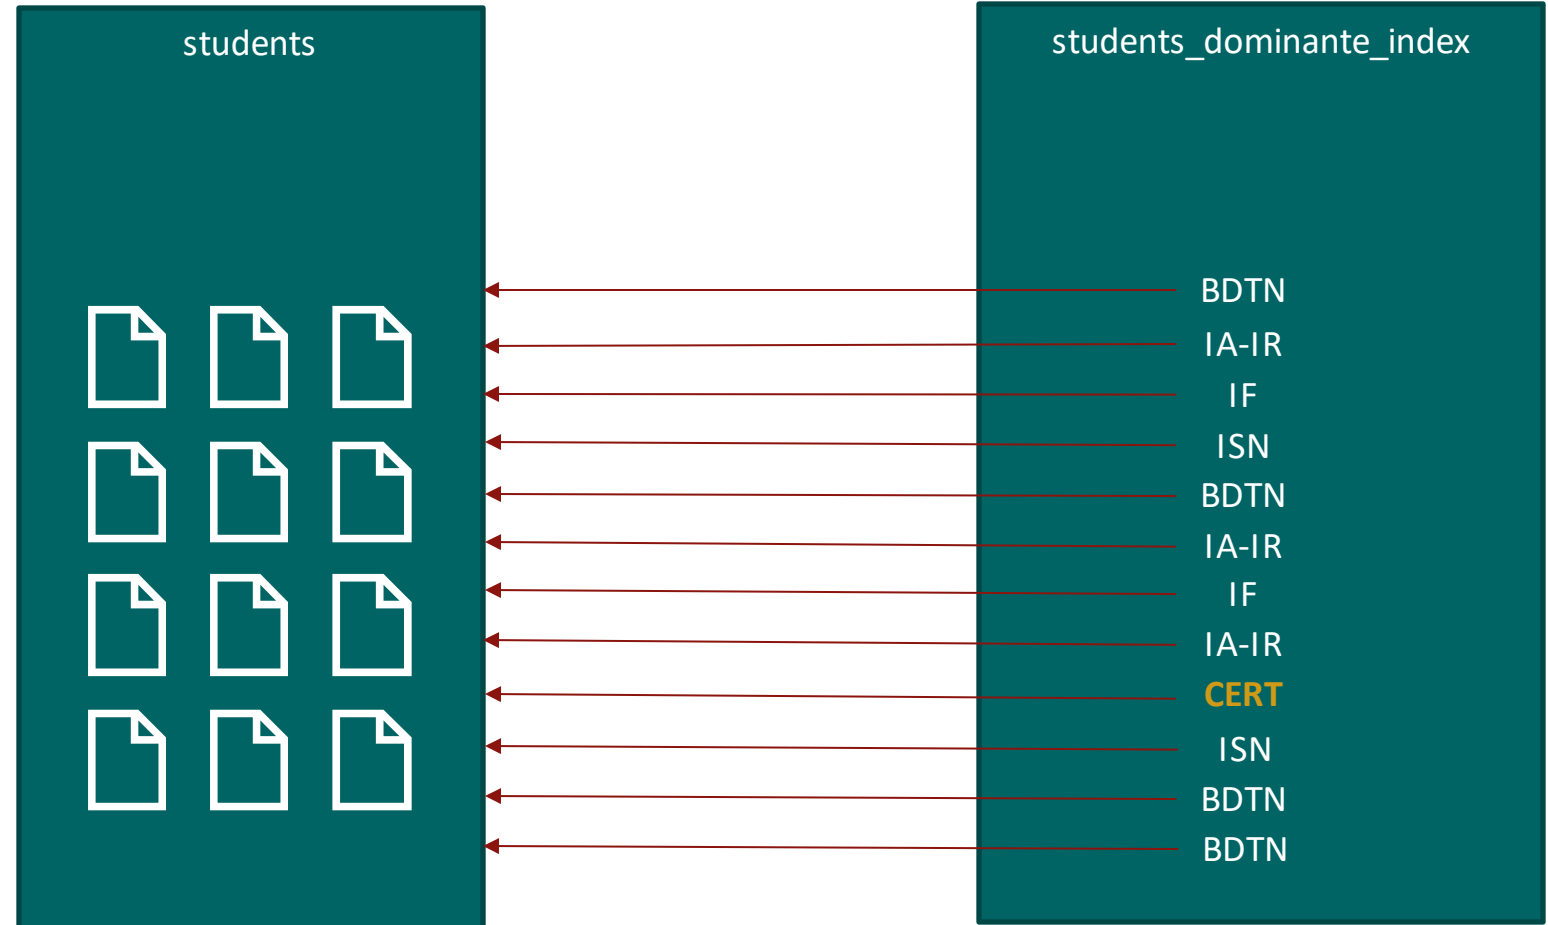 students
students_dominante_index
BDTN
IA-IR
IF
ISN
BDTN
IA-IR
IF
IA-IR
CERT
ISN
BDTN
BDTN